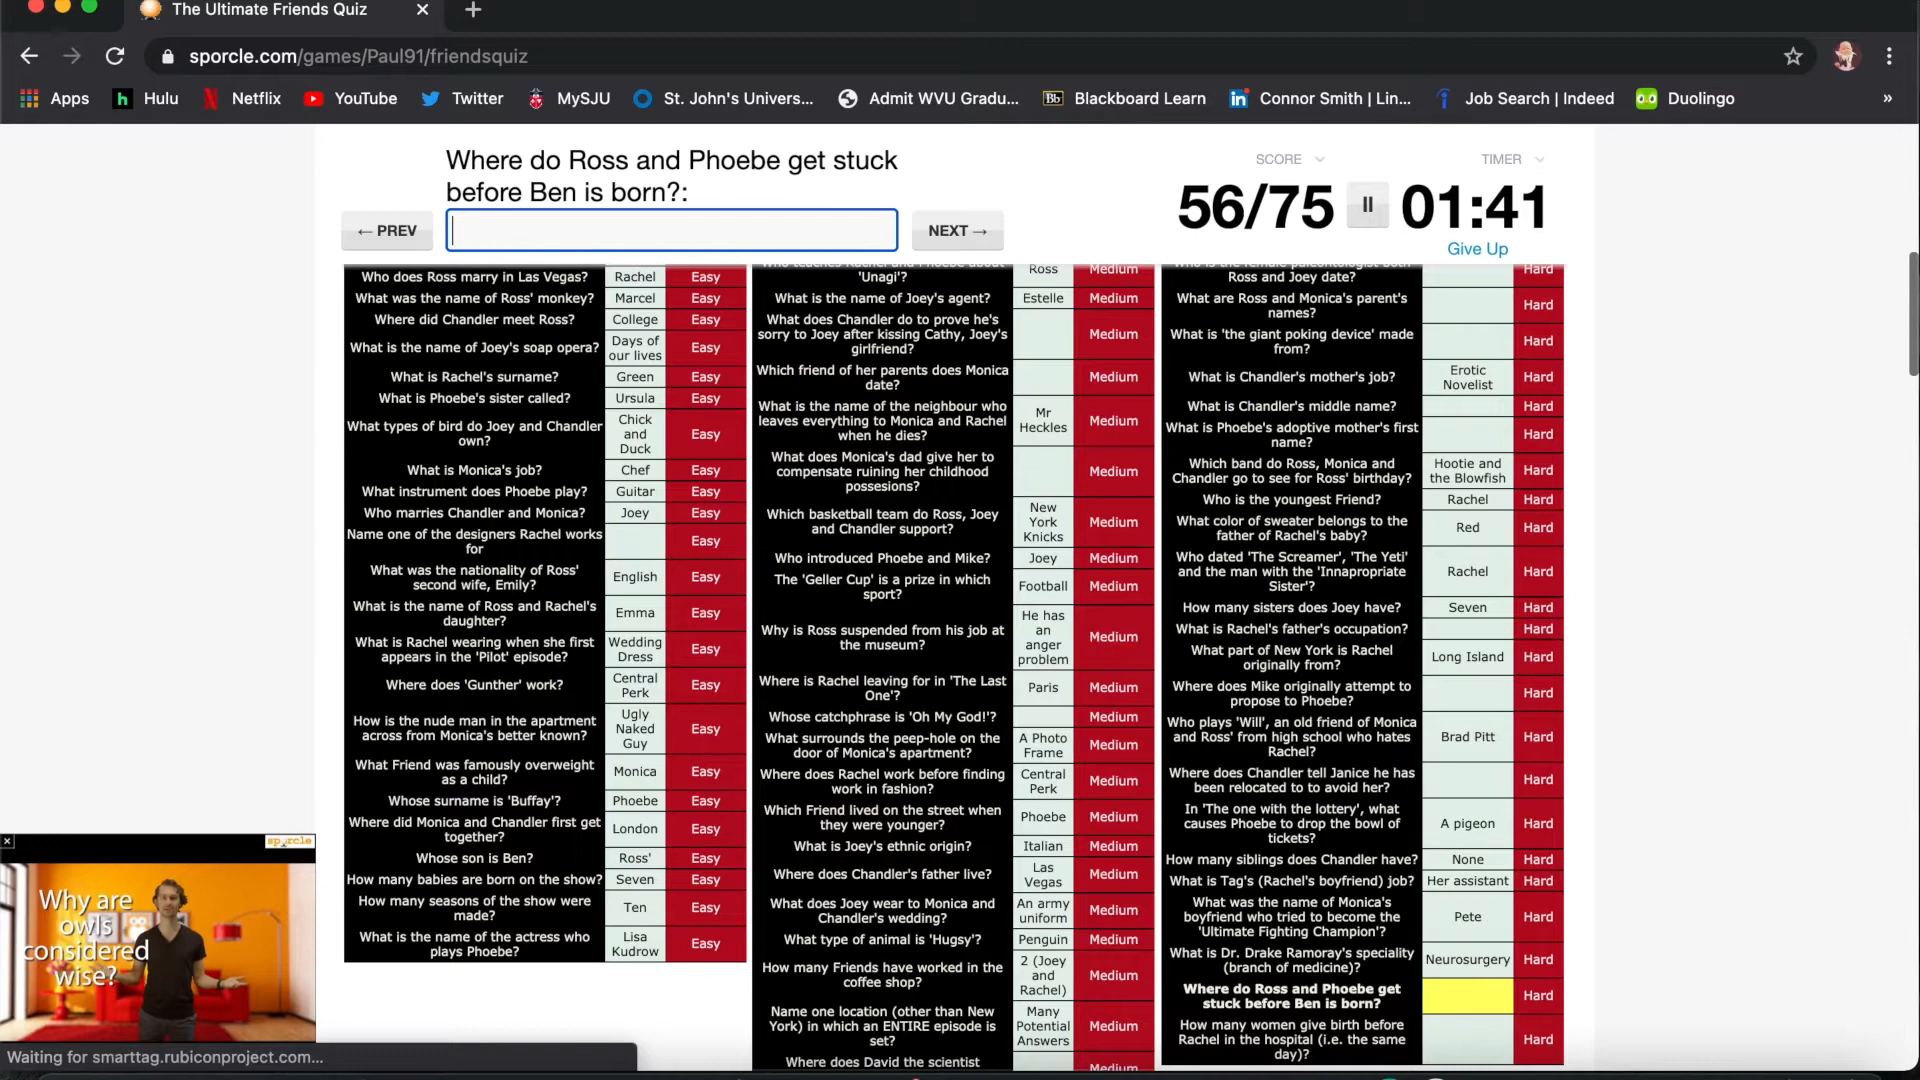 The Ultimate Friends Quiz
sporcle.com/games/Paul91/friendsquiz
Apps Hulu Netflix YouTube Twitter MySJU St. John's Univers... Admit WVU Gradu... Blackboard Learn Connor Smith | Lin... Job Search | Indeed Duolingo »
Where do Ross and Phoebe get stuck
before Ben is born?:
← PREV
NEXT →
SCORE
56/75
TIMER
01:41
Give Up
Who does Ross marry in Las Vegas? Rachel Easy
What was the name of Ross' monkey? Marcel Easy
Where did Chandler meet Ross? College Easy
What is the name of Joey's soap opera? Days of
our lives Easy
What is Rachel's surname? Green Easy
What is Phoebe's sister called? Ursula Easy
What types of bird do Joey and Chandler
own?
Chick
and
Duck
Easy
What is Monica's job? Chef Easy
What instrument does Phoebe play? Guitar Easy
Who marries Chandler and Monica? Joey Easy
Name one of the designers Rachel works
for
Easy
What was the nationality of Ross'
second wife, Emily?
English Easy
What is the name of Ross and Rachel's
daughter?
Emma Easy
What is Rachel wearing when she first
appears in the 'Pilot' episode?
Wedding
Dress
Easy
Where does 'Gunther' work?
Central
Perk
Easy
How is the nude man in the apartment
across from Monica's better known?
Ugly
Naked
Guy
Easy
What Friend was famously overweight
as a child?
Monica Easy
Whose surname is 'Buffay'? Phoebe Easy
Where did Monica and Chandler first get
together?
London Easy
Whose son is Ben? Ross' Easy
How many babies are born on the show? Seven Easy
How many seasons of the show were
made?
Ten Easy
What is the name of the actress who
plays Phoebe?
Lisa
Kudrow
Easy
Who teaches Rachel and Phoebe about
'Unagi'?
Ross Medium
What is the name of Joey's agent? Estelle Medium
What does Chandler do to prove he's
sorry to Joey after kissing Cathy, Joey's
girlfriend?
Medium
Which friend of her parents does Monica
date?
Medium
What is the name of the neighbour who
leaves everything to Monica and Rachel
when he dies?
Mr
Heckles
Medium
What does Monica's dad give her to
compensate ruining her childhood
possesions?
Medium
Which basketball team do Ross, Joey
and Chandler support?
New
York
Knicks
Medium
Who introduced Phoebe and Mike? Joey Medium
The 'Geller Cup' is a prize in which
sport?
Football Medium
Why is Ross suspended from his job at
the museum?
He has
an
anger
problem
Medium
Where is Rachel leaving for in 'The Last
One'?
Paris Medium
Whose catchphrase is 'Oh My God!'? Medium
What surrounds the peep-hole on the
door of Monica's apartment?
A Photo
Frame
Medium
Where does Rachel work before finding
work in fashion?
Central
Perk
Medium
Which Friend lived on the street when
they were younger?
Phoebe Medium
What is Joey's ethnic origin? Italian Medium
Where does Chandler's father live?
Las
Vegas
Medium
What does Joey wear to Monica and
Chandler's wedding?
An army
uniform
Medium
What type of animal is 'Hugsy'? Penguin Medium
How many Friends have worked in the
coffee shop?
2 (Joey
and
Rachel)
Medium
Name one location (other than New
York) in which an ENTIRE episode is
set?
Many
Potential
Answers
Medium
Where does David the scientist
Medium
Who is the female paleontologist both
Ross and Joey date?
Hard
What are Ross and Monica's parent's
names?
Hard
What is 'the giant poking device' made
from?
Hard
What is Chandler's mother's job?
Erotic
Novelist
Hard
What is Chandler's middle name? Hard
What is Phoebe's adoptive mother's first
name?
Hard
Which band do Ross, Monica and
Chandler go to see for Ross' birthday?
Hootie and
the Blowfish
Hard
Who is the youngest Friend? Rachel Hard
What color of sweater belongs to the
father of Rachel's baby?
Red Hard
Who dated 'The Screamer', 'The Yeti'
and the man with the 'Innapropriate
Sister'?
Rachel Hard
How many sisters does Joey have? Seven Hard
What is Rachel's father's occupation? Hard
What part of New York is Rachel
originally from?
Long Island Hard
Where does Mike originally attempt to
propose to Phoebe?
Hard
Who plays 'Will', an old friend of Monica
and Ross' from high school who hates
Rachel?
Brad Pitt Hard
Where does Chandler tell Janice he has
been relocated to to avoid her?
Hard
In 'The one with the lottery', what
causes Phoebe to drop the bowl of
tickets?
A pigeon Hard
How many siblings does Chandler have? None Hard
What is Tag's (Rachel's boyfriend) job? Her assistant Hard
What was the name of Monica's
boyfriend who tried to become the
'Ultimate Fighting Champion'?
Pete Hard
What is Dr. Drake Ramoray's speciality
(branch of medicine)?
Neurosurgery Hard
Where do Ross and Phoebe get
stuck before Ben is born?
Hard
How many women give birth before
Rachel in the hospital (i.e. the same
day)?
Hard
sporcle
Why are
owls
considered
wise?
Waiting for smarttag.rubiconproject.com...